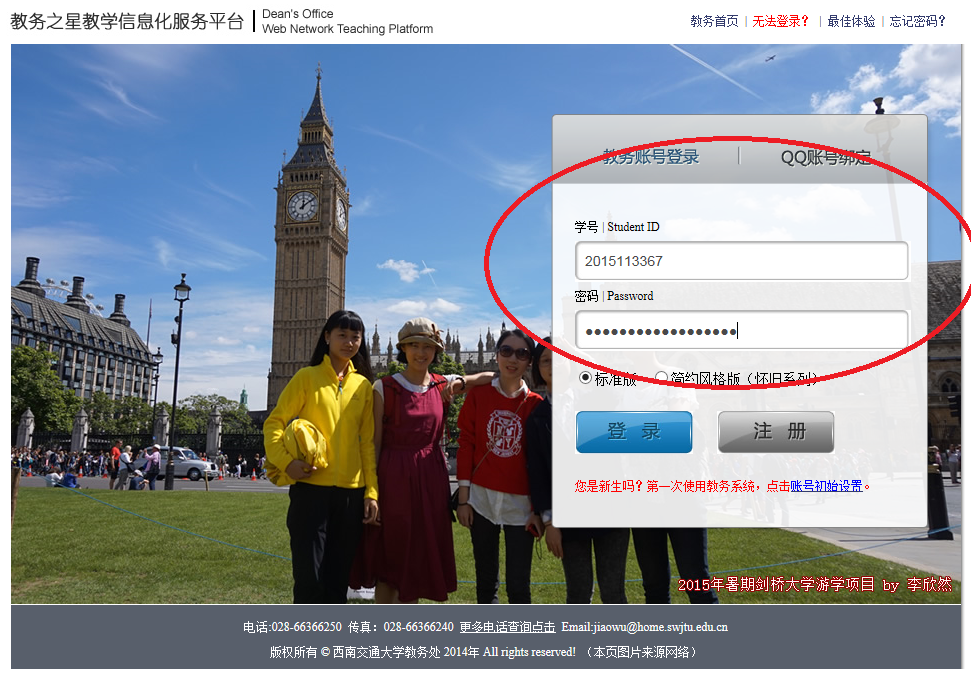 教务之星教学信息化服务平台
Dean's Office
Web Network Teaching Platform
教务首页 | 无法登录? | 最佳体验 | 忘记密码?
教务账号登录 | QQ账号绑定
学号 | Student ID
2015113367
密码 | Password
●●●●●●●●●●●●●●●●●●
标准版 简约风格版（怀旧系列）
登 录 注 册
您是新生吗？第一次使用教务系统，点击账号初始设置。
2015年暑期剑桥大学游学项目 by 李欣然
电话:028-66366250 传真：028-66366240 更多电话查询点击 Email:jiaowu@home.swjtu.edu.cn
版权所有 © 西南交通大学教务处 2014年 All rights reserved! （本页图片来源网络）